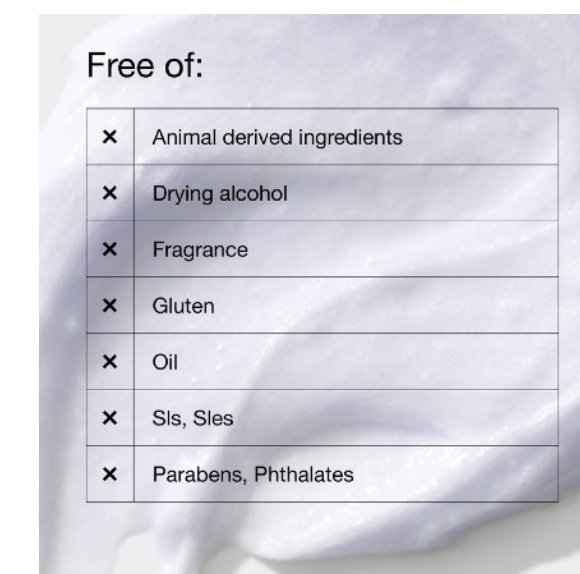 Free of:
× Animal derived ingredients
× Drying alcohol
× Fragrance
× Gluten
× Oil
× Sls, Sles
× Parabens, Phthalates